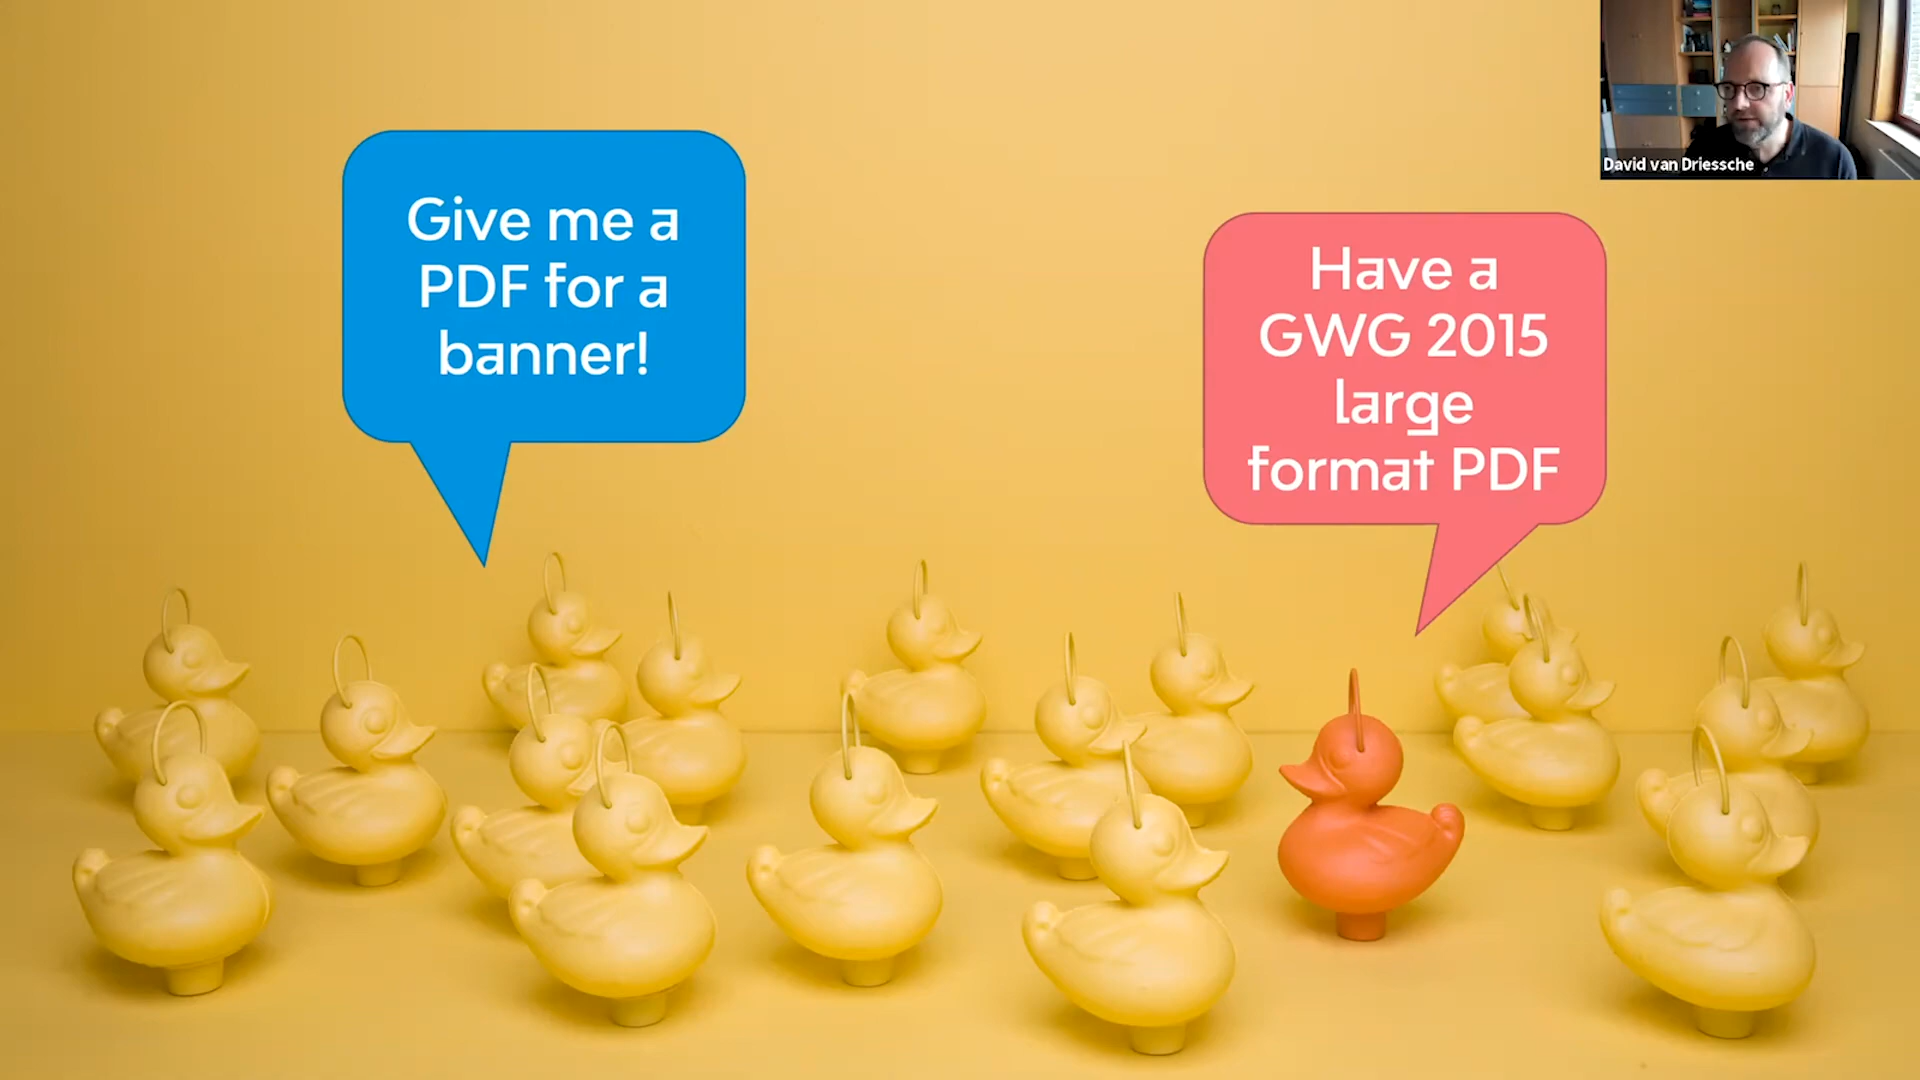 Give me a
PDF for a
banner!
Have a
GWG 2015
large
format PDF
David van Driessche